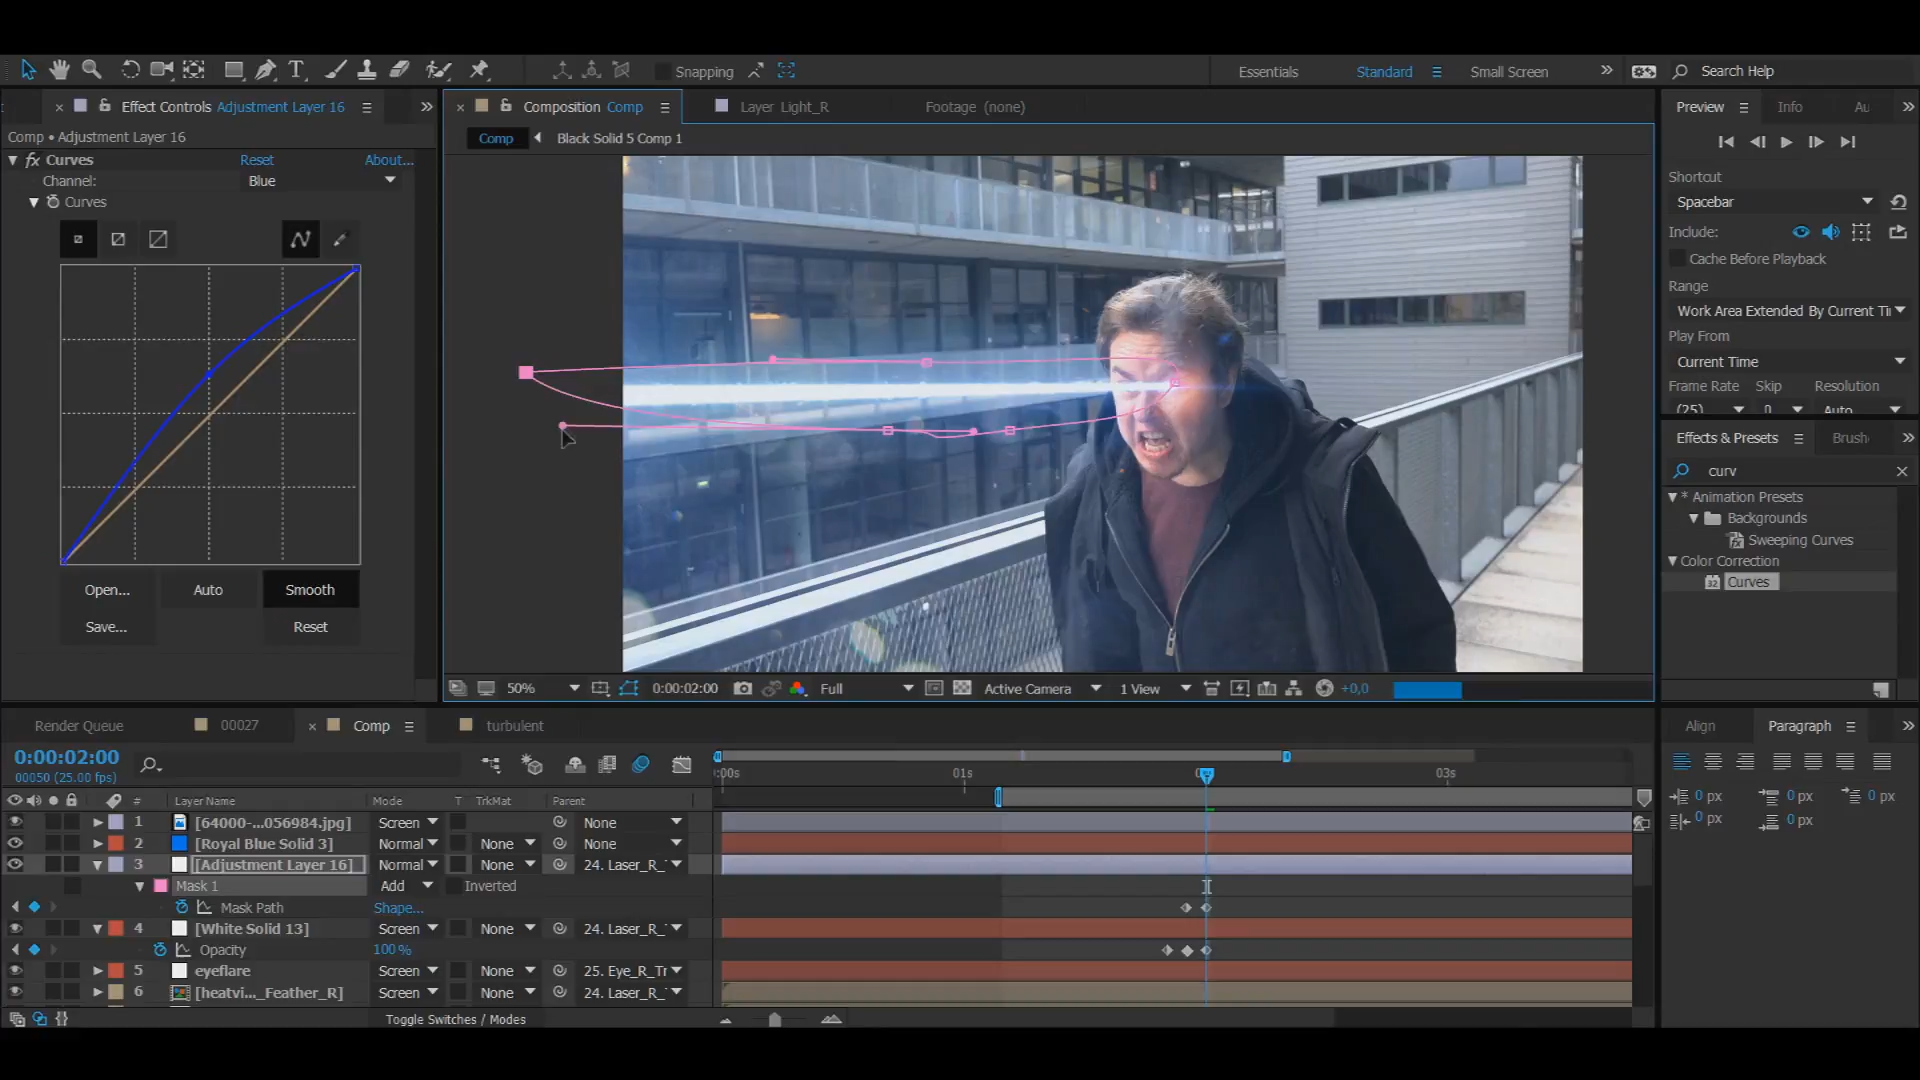 Snapping
Essentials
Standard
Small Screen
Search Help
Effect Controls Adjustment Layer 16
Composition Comp
Layer Light_R
Footage (none)
Preview
Info
Au
Comp • Adjustment Layer 16
Comp
Black Solid 5 Comp 1
fx Curves
Reset
About...
Channel:
Blue
Curves
Open...
Auto
Smooth
Save...
Reset
Shortcut
Spacebar
Include:
Cache Before Playback
Range
Work Area Extended By Current Ti
Play From
Current Time
Frame Rate
Skip
Resolution
(25)
0
Auto
Effects & Presets
Brush
curv
* Animation Presets
Backgrounds
Sweeping Curves
Color Correction
32
Curves
50%
0:00:02:00
Full
Active Camera
1 View
+0,0
Render Queue
00027
Comp
turbulent
Align
Paragraph
0:00:02:00
00050 (25.00 fps)
:00s
01s
03s
0 px
0 px
0 px
0 px
0 px
#
Layer Name
Mode
T
TrkMat
Parent
1
[64000-...056984.jpg]
Screen
None
2
[Royal Blue Solid 3]
Normal
None
None
3
[Adjustment Layer 16]
Normal
None
24. Laser_R_
Mask 1
Add
Inverted
Mask Path
Shape...
4
[White Solid 13]
Screen
None
24. Laser_R_
Opacity
100 %
5
eyeflare
Screen
None
25. Eye_R_Tr
6
[heatvi..._Feather_R]
Screen
None
24. Laser_R_
Toggle Switches / Modes